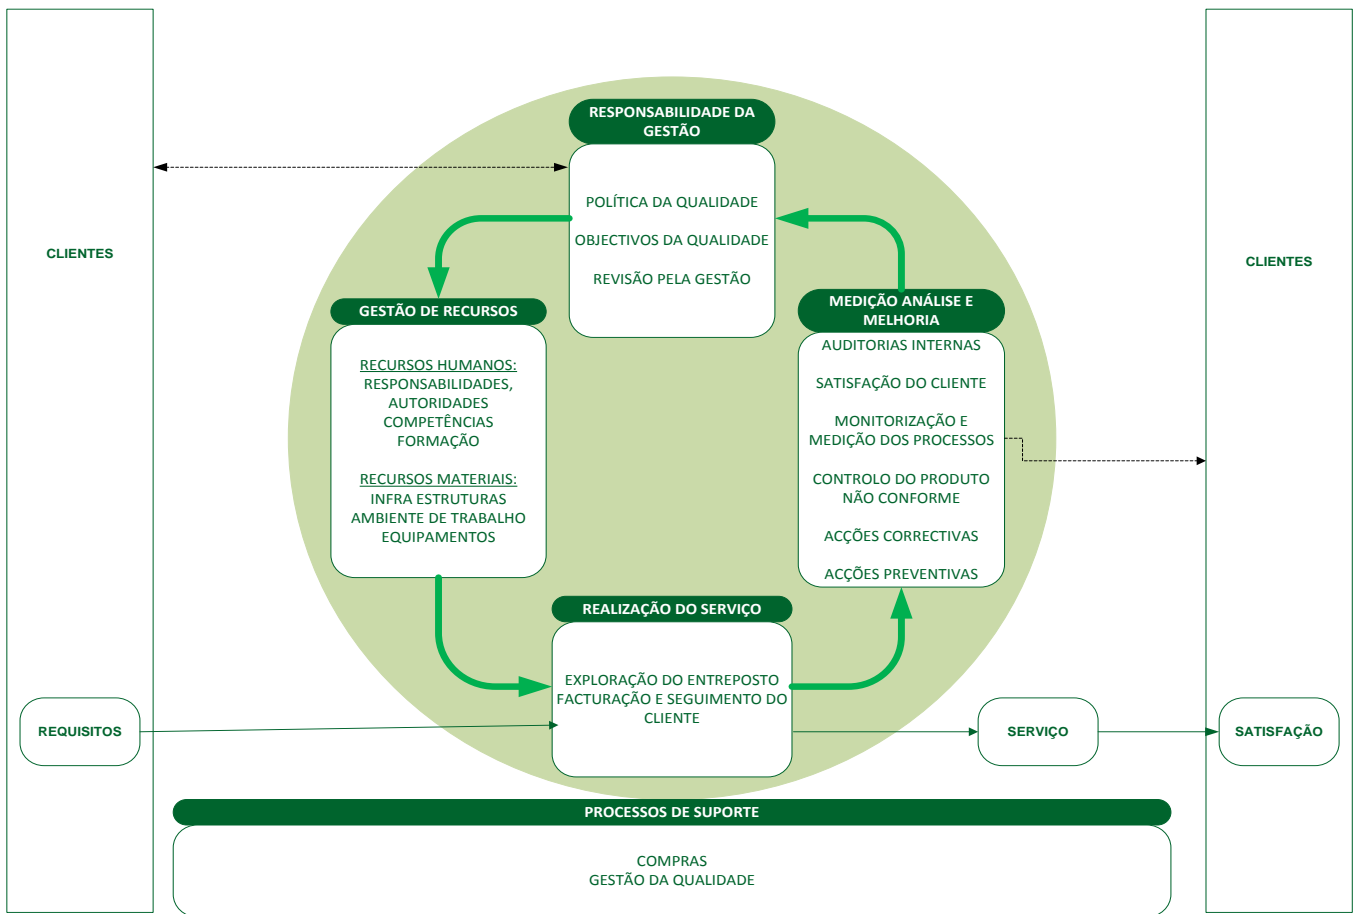 CLIENTES
REQUISITOS
RESPONSABILIDADE DA
GESTÃO
POLÍTICA DA QUALIDADE
OBJECTIVOS DA QUALIDADE
REVISÃO PELA GESTÃO
GESTÃO DE RECURSOS
RECURSOS HUMANOS:
RESPONSABILIDADES,
AUTORIDADES
COMPETÊNCIAS
FORMAÇÃO
RECURSOS MATERIAIS:
INFRA ESTRUTURAS
AMBIENTE DE TRABALHO
EQUIPAMENTOS
MEDIÇÃO ANÁLISE E
MELHORIA
AUDITORIAS INTERNAS
SATISFAÇÃO DO CLIENTE
MONITORIZAÇÃO E
MEDIÇÃO DOS PROCESSOS
CONTROLO DO PRODUTO
NÃO CONFORME
ACÇÕES CORRECTIVAS
ACÇÕES PREVENTIVAS
REALIZAÇÃO DO SERVIÇO
EXPLORAÇÃO DO ENTREPOSTO
FACTURAÇÃO E SEGUIMENTO DO
CLIENTE
SERVIÇO
CLIENTES
SATISFAÇÃO
PROCESSOS DE SUPORTE
COMPRAS
GESTÃO DA QUALIDADE